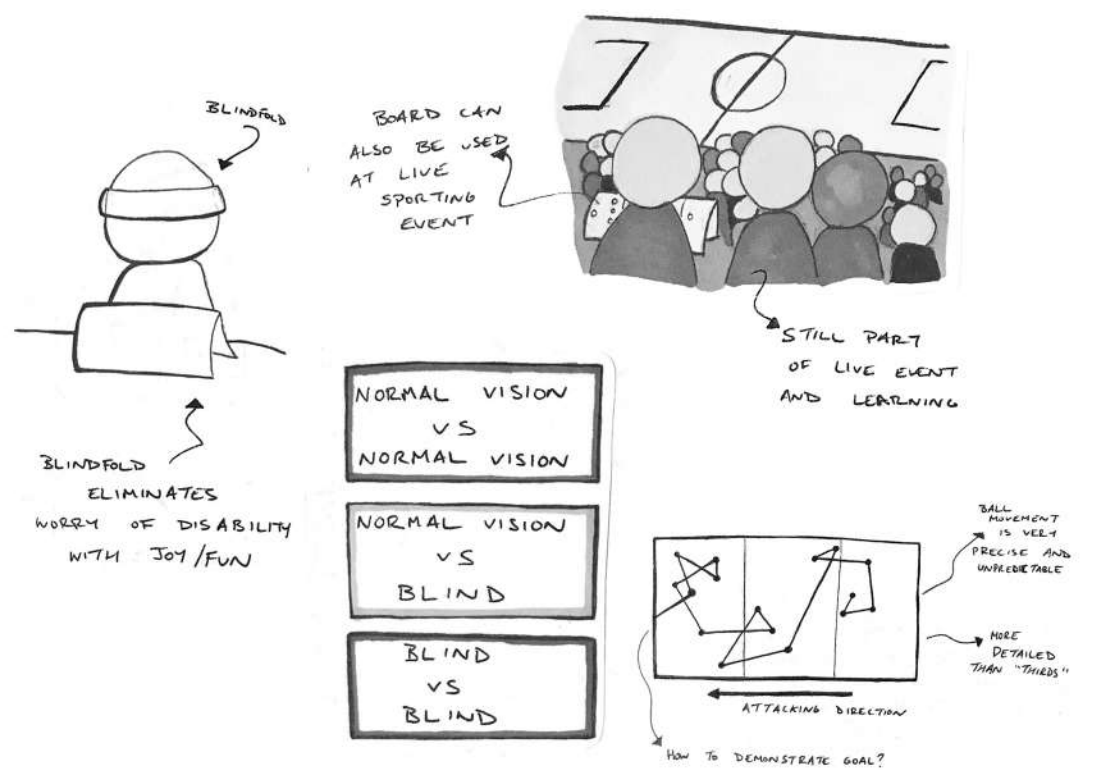 BLINDFOLD
BOARD CAN
ALSO BE USED
AT LIVE
SPORTING
EVENT
STILL PART
OF LIVE EVENT
AND LEARNING
BLINDFOLD
ELIMINATES
WORRY OF DISABILITY
WITH JOY/FUN
NORMAL VISION
VS
NORMAL VISION
NORMAL VISION
VS
BLIND
BLIND
VS
BLIND
BALL
MOVEMENT
IS VERY
PRECISE AND
UNPREDICTABLE
MORE
DETAILED
THAN "THIRDS"
ATTACKING DIRECTION
HOW TO DEMONSTRATE GOAL?